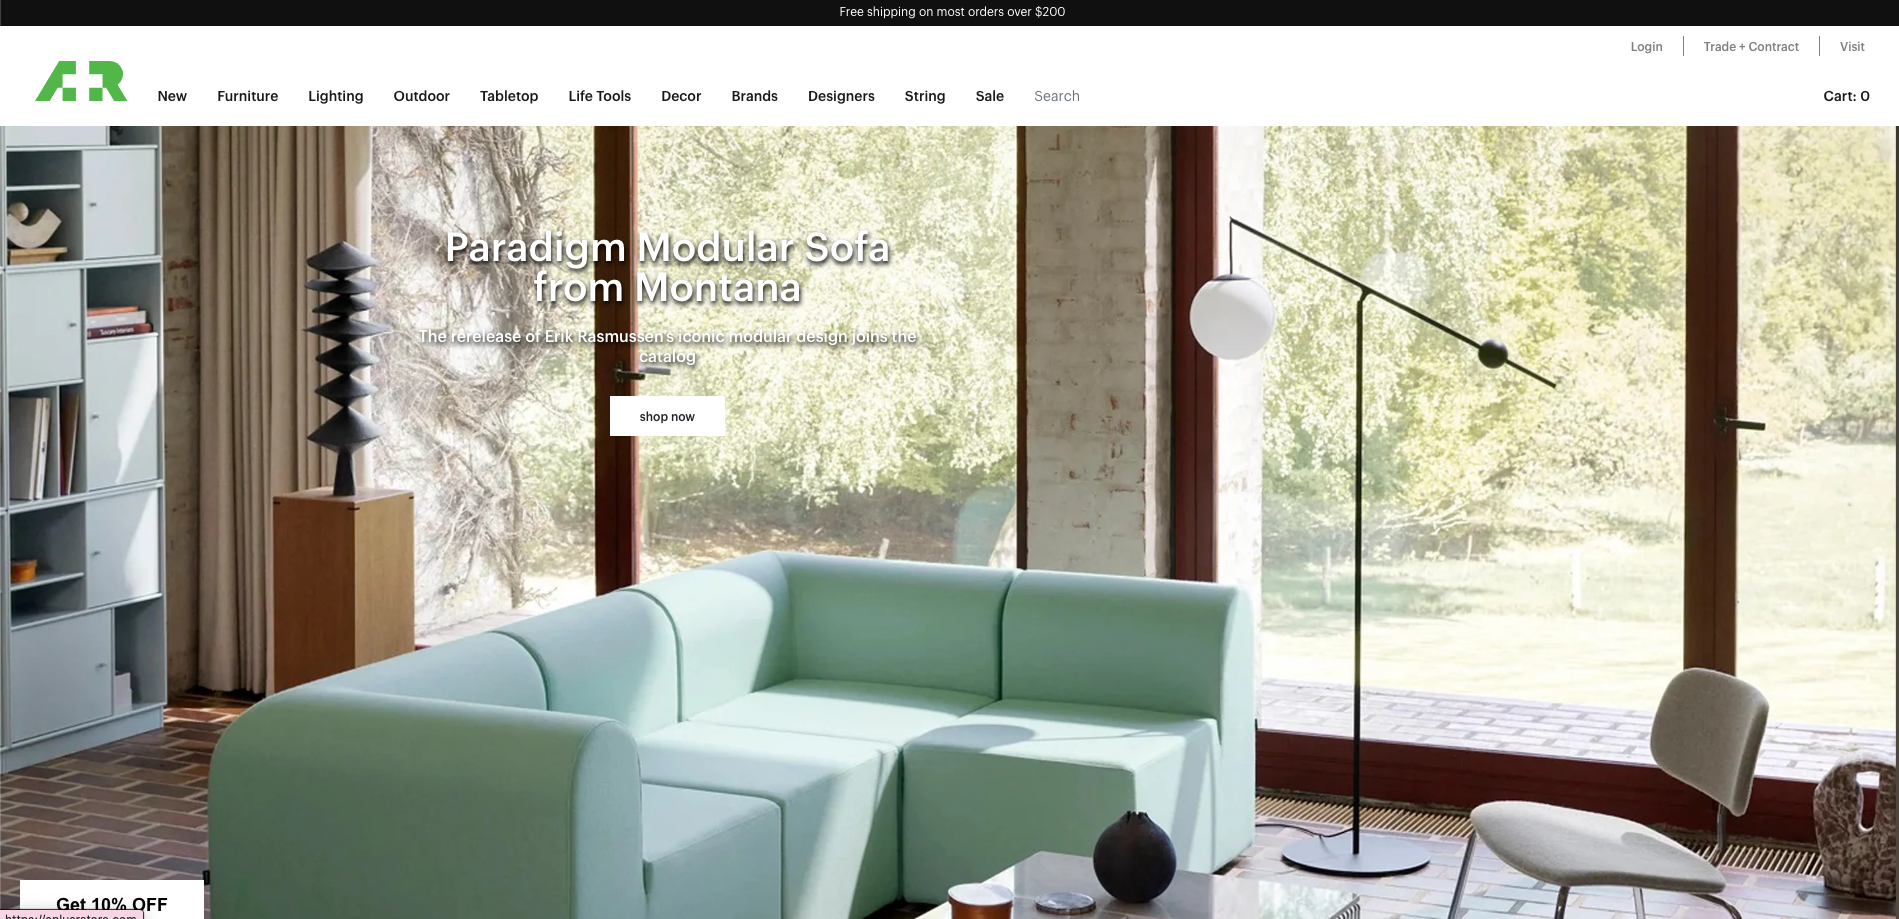 Free shipping on most orders over $200
Login
Trade + Contract
Visit
A+R
New
Furniture
Lighting
Outdoor
Tabletop
Life Tools
Decor
Brands
Designers
String
Sale
Search
Cart: 0
Paradigm Modular Sofa
from Montana
The rerelease of Erik Rasmussen's iconic modular design joins the
catalog
shop now
Get 10% OFF